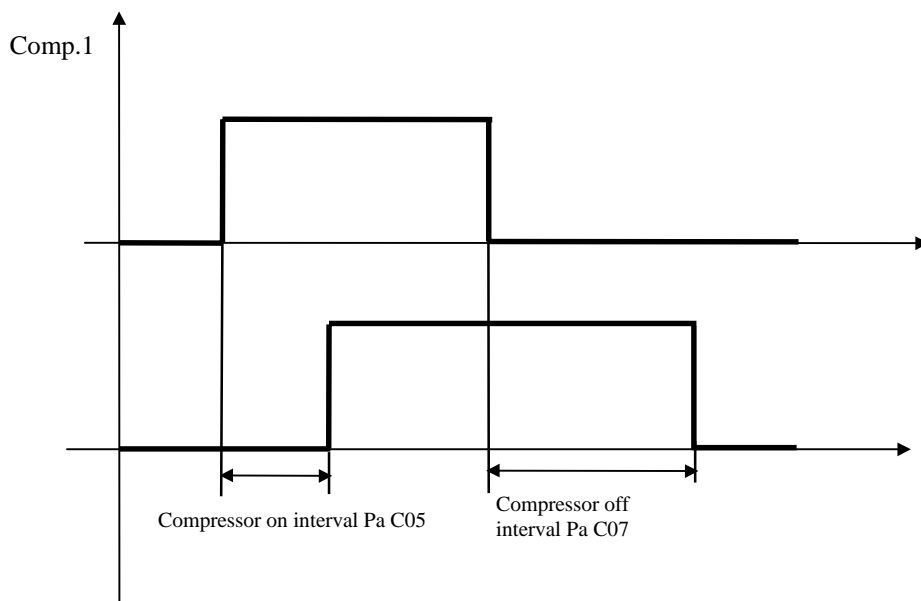 Comp.1
Compressor on interval Pa C05
Compressor off
interval Pa C07